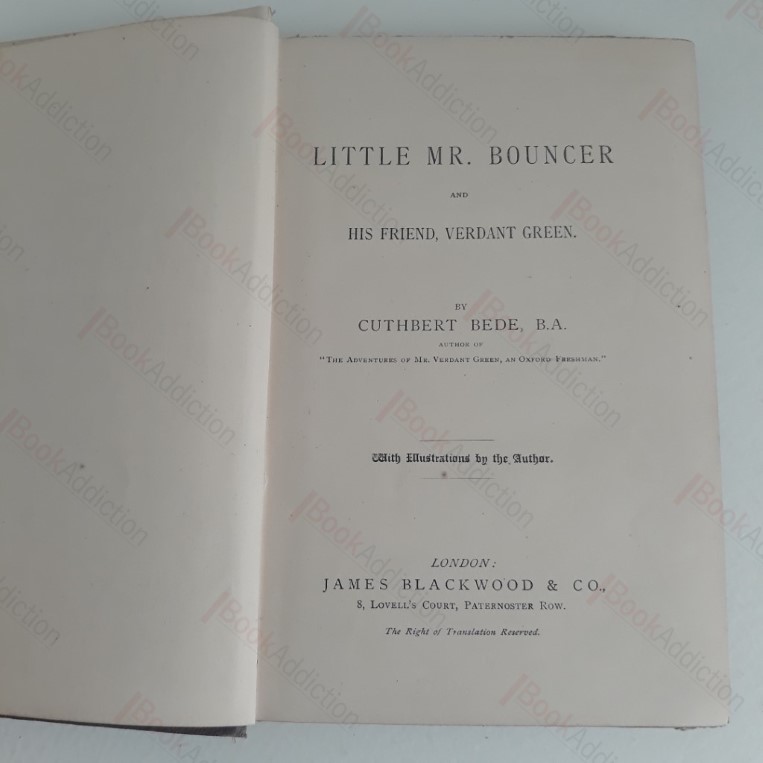 LITTLE MR. BOUNCER
AND
HIS FRIEND, VERDANT GREEN.
BY
CUTHBERT BEDE, B.A.
AUTHOR OF
"THE ADVENTURES OF MR. VERDANT GREEN, AN OXFORD FRESHMAN."
With Illustrations by the Author.
LONDON:
JAMES BLACKWOOD & CO.,
8, LOVELL'S COURT, PATERNOSTER ROW.
The Right of Translation Reserved.
BookAddiction